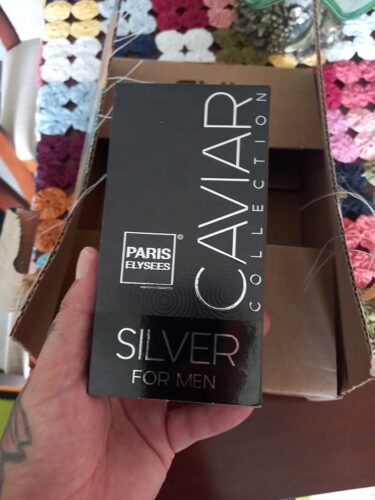 CAVIAR
COLLECTION
PARIS
ELYSEES
©
SILVER
FOR MEN